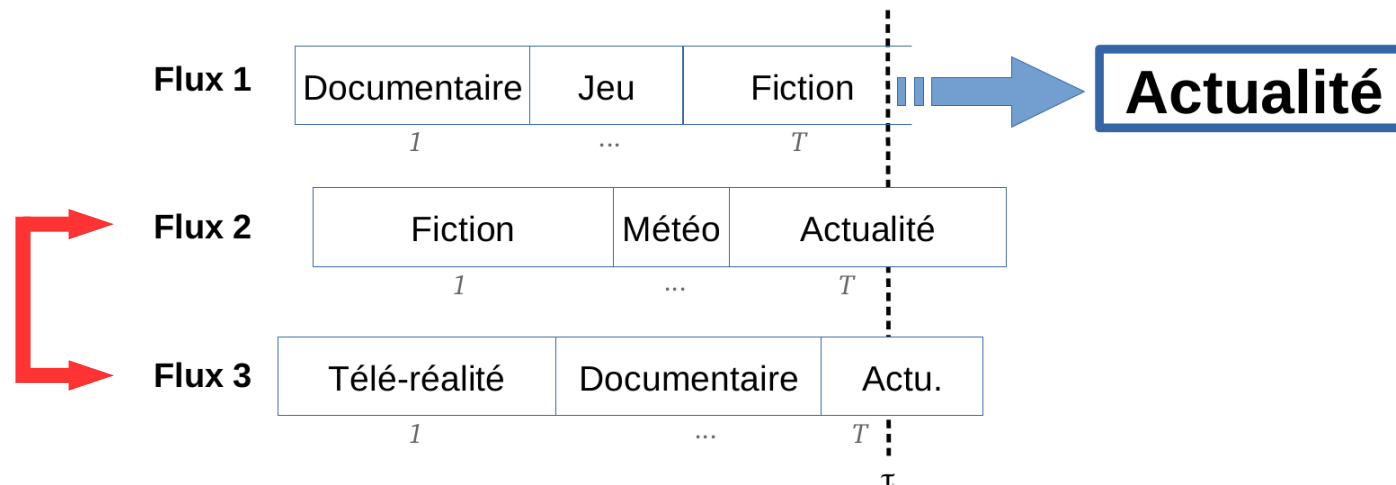 Flux 1 Documentaire Jeu Fiction Actualité
1 ... T
Flux 2 Fiction Météo Actualité
1 ... T
Flux 3 Télé-réalité Documentaire Actu.
1 ... T
τ